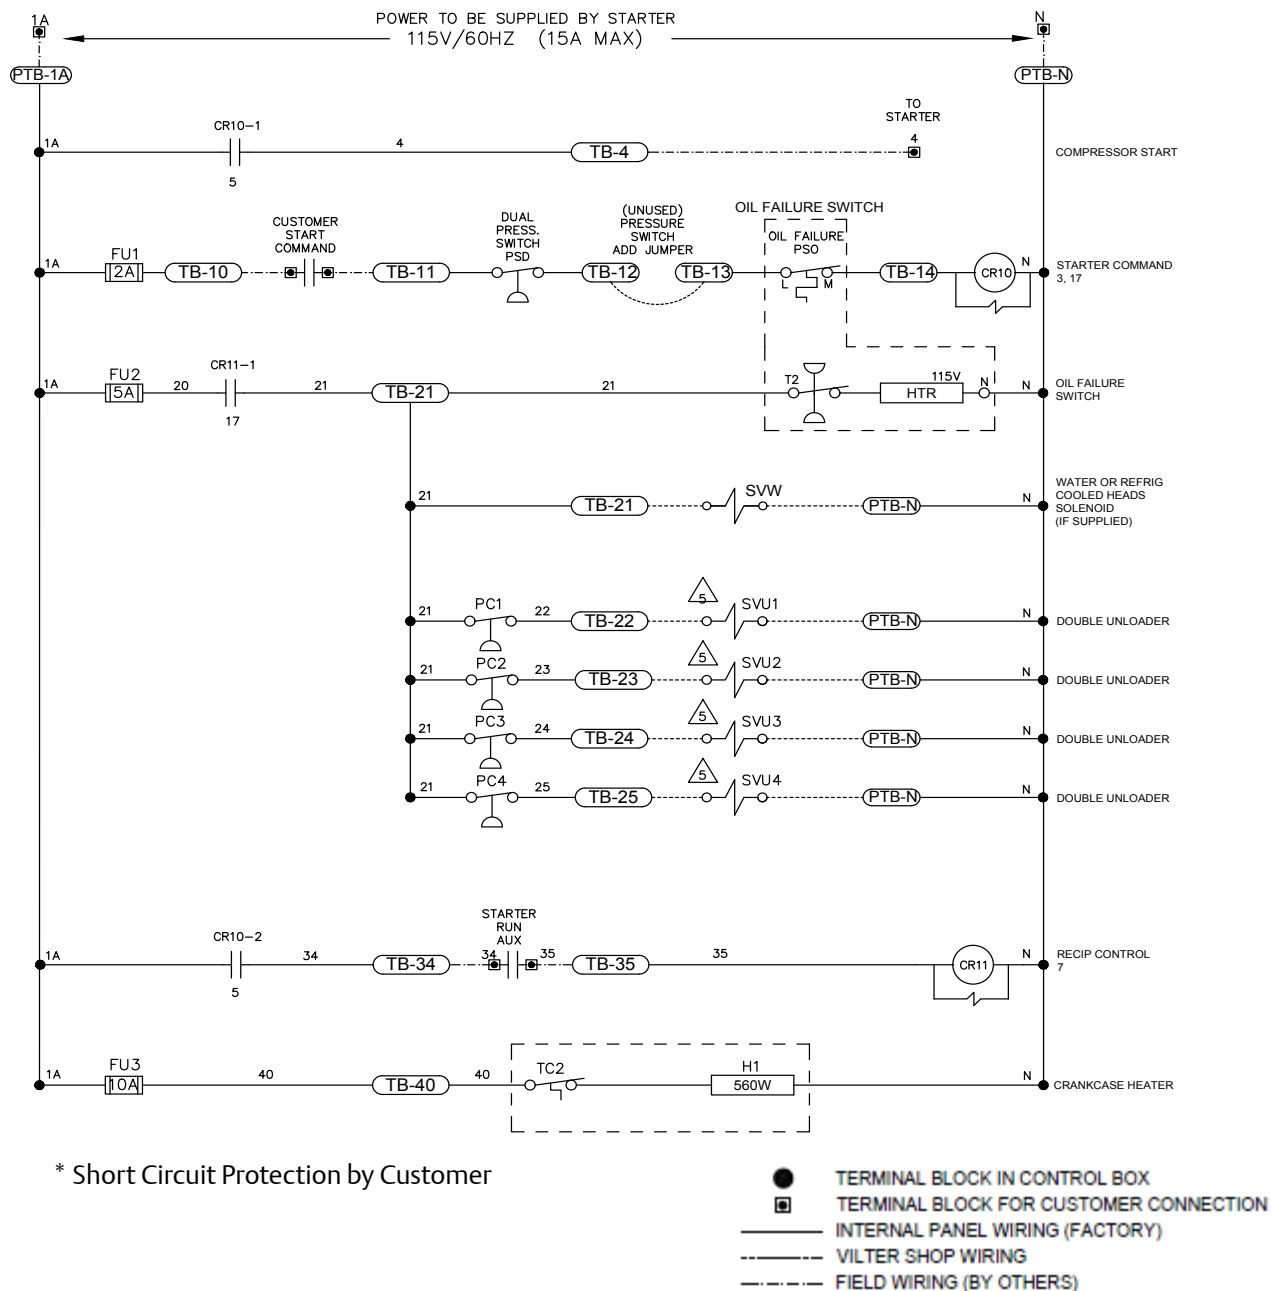 1A
POWER TO BE SUPPLIED BY STARTER
N
115V/60HZ (15A MAX)
PTB-1A
PTB-N
TO
STARTER
CR10-1
1A
4
TB-4
4
COMPRESSOR START
5
CUSTOMER
START
COMMAND
DUAL
PRESS.
SWITCH
PSD
(UNUSED)
PRESSURE
SWITCH
ADD JUMPER
OIL FAILURE SWITCH
OIL FAILURE
PSO
FU1
1A
2A
TB-10
TB-11
TB-12
TB-13
L
M
TB-14
CR10
N
STARTER COMMAND
3, 17
FU2
CR11-1
1A
5A
20
21
TB-21
21
T2
115V
HTR
N
N
OIL FAILURE
SWITCH
17
21
TB-21
SVW
PTB-N
N
WATER OR REFRIG
COOLED HEADS
SOLENOID
(IF SUPPLIED)
21
PC1
22
TB-22
5
SVU1
PTB-N
N
DOUBLE UNLOADER
21
PC2
23
TB-23
5
SVU2
PTB-N
N
DOUBLE UNLOADER
21
PC3
24
TB-24
5
SVU3
PTB-N
N
DOUBLE UNLOADER
21
PC4
25
TB-25
5
SVU4
PTB-N
N
DOUBLE UNLOADER
STARTER
RUN
AUX
CR10-2
1A
34
TB-34
34
35
TB-35
35
CR11
N
RECIP CONTROL
7
5
FU3
1A
10A
40
TB-40
40
TC2
H1
560W
N
CRANKCASE HEATER
* Short Circuit Protection by Customer
TERMINAL BLOCK IN CONTROL BOX
TERMINAL BLOCK FOR CUSTOMER CONNECTION
INTERNAL PANEL WIRING (FACTORY)
VILTER SHOP WIRING
FIELD WIRING (BY OTHERS)